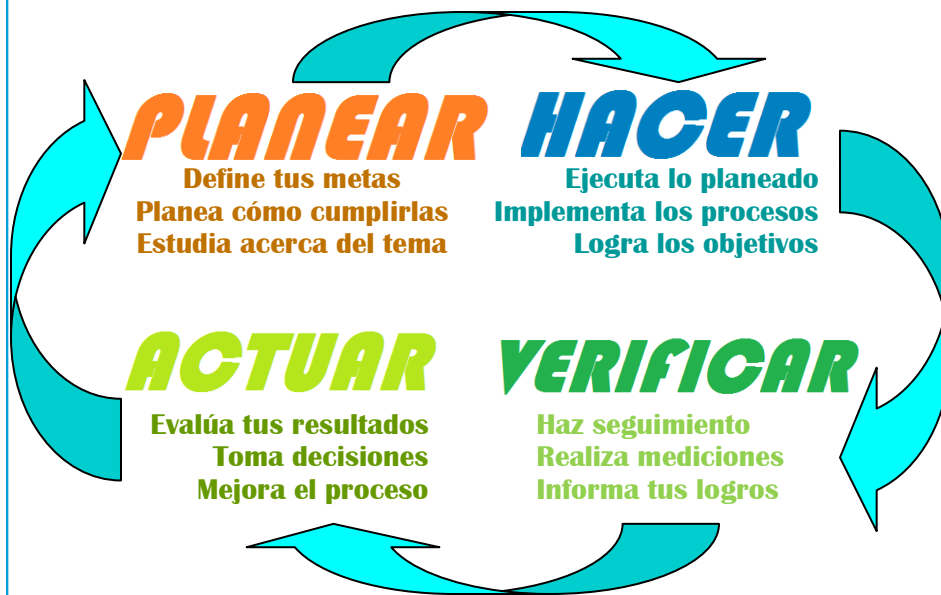 PLANEAR
Define tus metas
Planea cómo cumplirlas
Estudia acerca del tema
HACER
Ejecuta lo planeado
Implementa los procesos
Logra los objetivos
ACTUAR
Evalúa tus resultados
Toma decisiones
Mejora el proceso
VERIFICAR
Haz seguimiento
Realiza mediciones
Informa tus logros